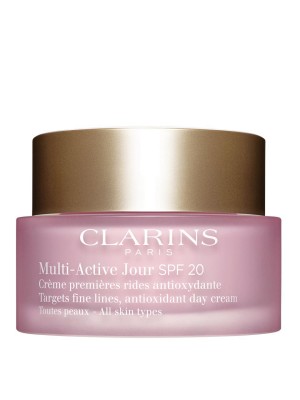 CLARINS
PARIS
Multi-Active Jour SPF 20
Crème premières rides antioxydante
Targets fine lines, antioxidant day cream
Toutes peaux - All skin types